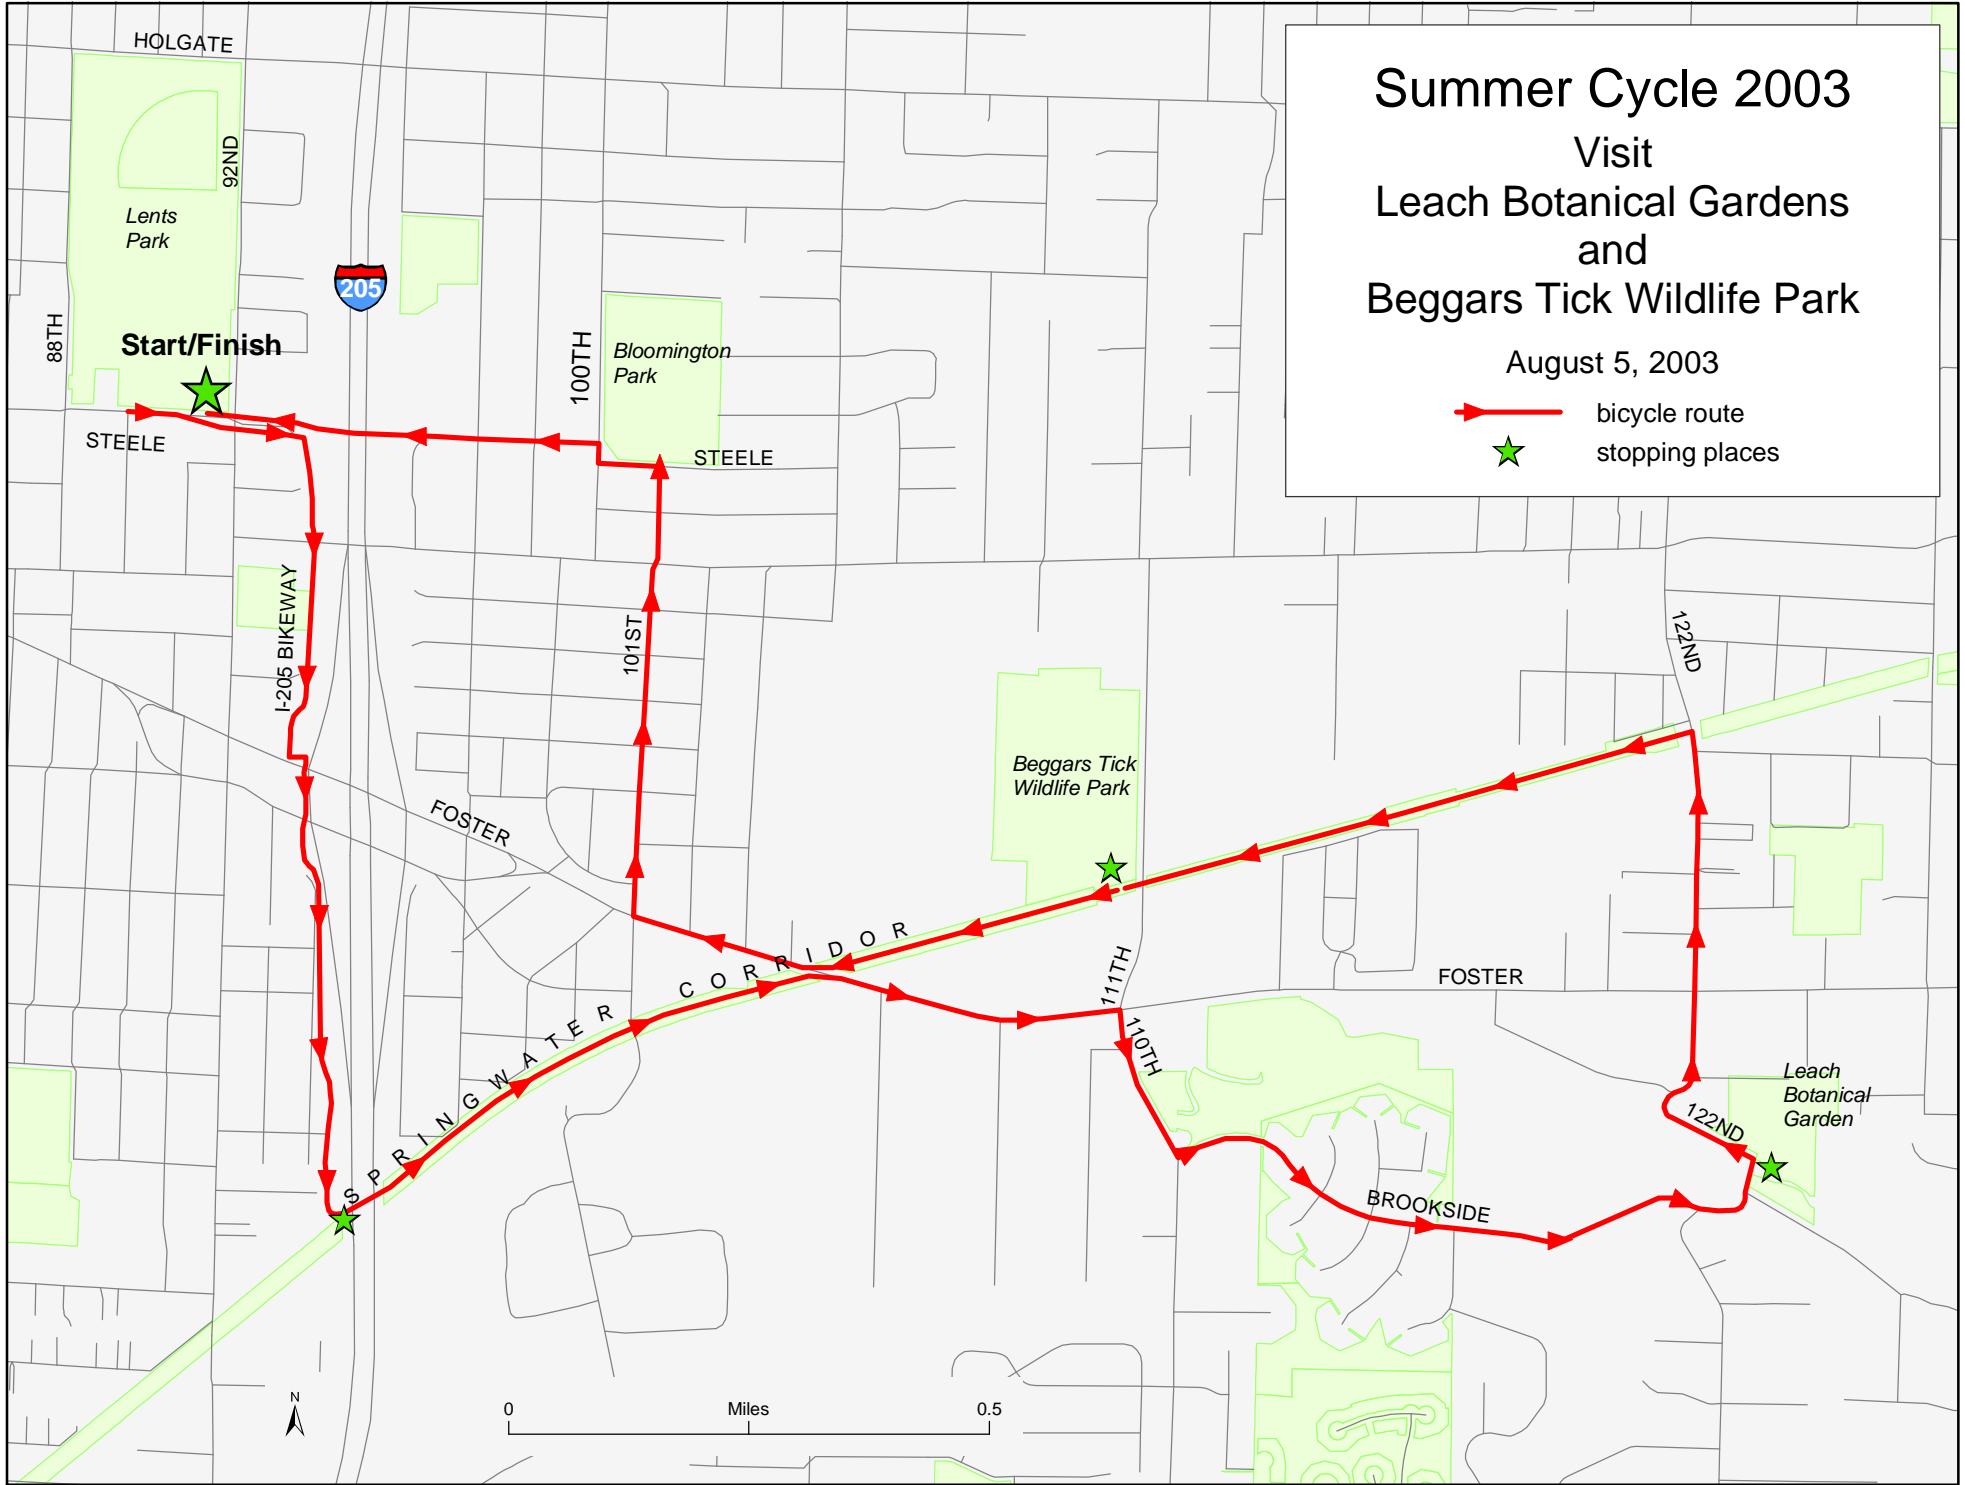 Summer Cycle 2003
Visit
Leach Botanical Gardens
and
Beggars Tick Wildlife Park
August 5, 2003
bicycle route
stopping places
HOLGATE
92ND
Lents
Park
88TH
205
Start/Finish
STEELE
100TH
Bloomington
Park
STEELE
I-205 BIKEWAY
101ST
122ND
FOSTER
Beggars Tick
Wildlife Park
SPRINGWATER CORRIDOR
111TH
FOSTER
110TH
Leach
Botanical
Garden
122ND
BROOKSIDE
N
0 Miles 0.5